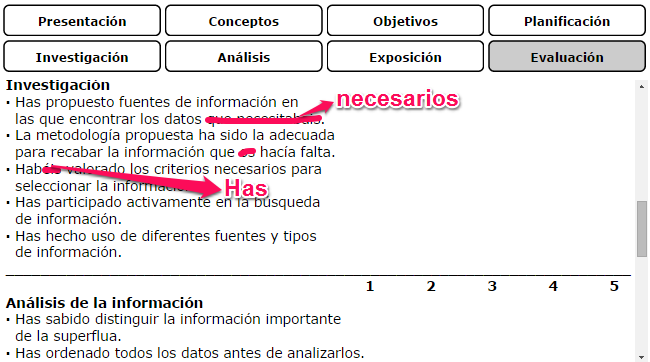 Presentación Conceptos Objetivos Planificación
Investigación Análisis Exposición Evaluación
Investigación
· Has propuesto fuentes de información en
las que encontrar los datos que necesitabais. necesarios
· La metodología propuesta ha sido la adecuada
para recabar la información que hacía falta.
· Habéis valorado los criterios necesarios para
seleccionar la información. Has
· Has participado activamente en la búsqueda
de información.
· Has hecho uso de diferentes fuentes y tipos
de información.
1 2 3 4 5
Análisis de la información
· Has sabido distinguir la información importante
de la superflua.
· Has ordenado todos los datos antes de analizarlos.